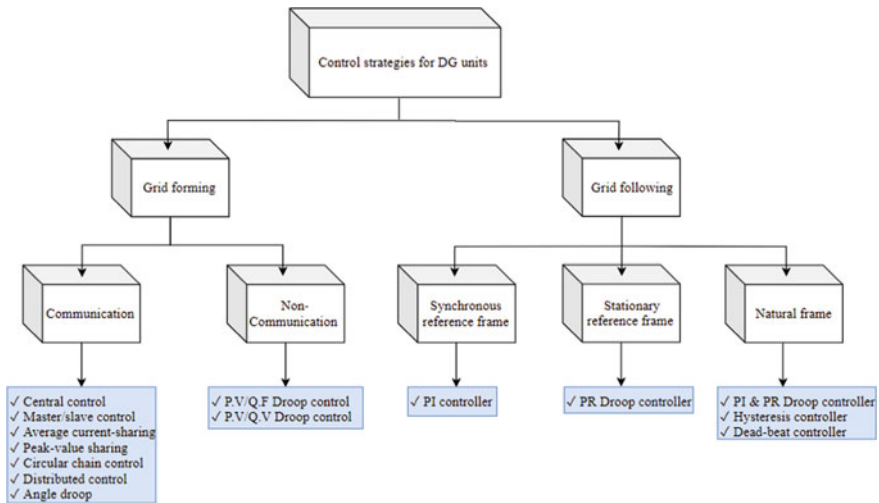 Control strategies for DG units
Grid forming
Grid following
Communication
Non-
Communication
Synchronous
reference frame
Stationary
reference frame
Natural frame
✓ Central control
✓ Master/slave control
✓ Average current-sharing
✓ Peak-value sharing
✓ Circular chain control
✓ Distributed control
✓ Angle droop
✓ P.V/Q.F Droop control
✓ P.V/Q.V Droop control
✓ PI controller
✓ PR Droop controller
✓ PI & PR Droop controller
✓ Hysteresis controller
✓ Dead-beat controller